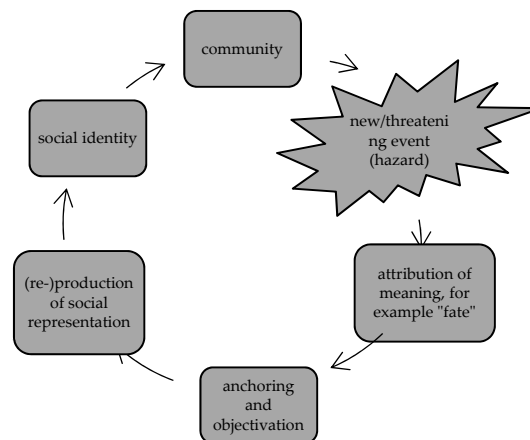 community
new/threateni
ng event
(hazard)
attribution of
meaning, for
example "fate"
anchoring
and
objectivation
(re-)production
of social
representation
social identity